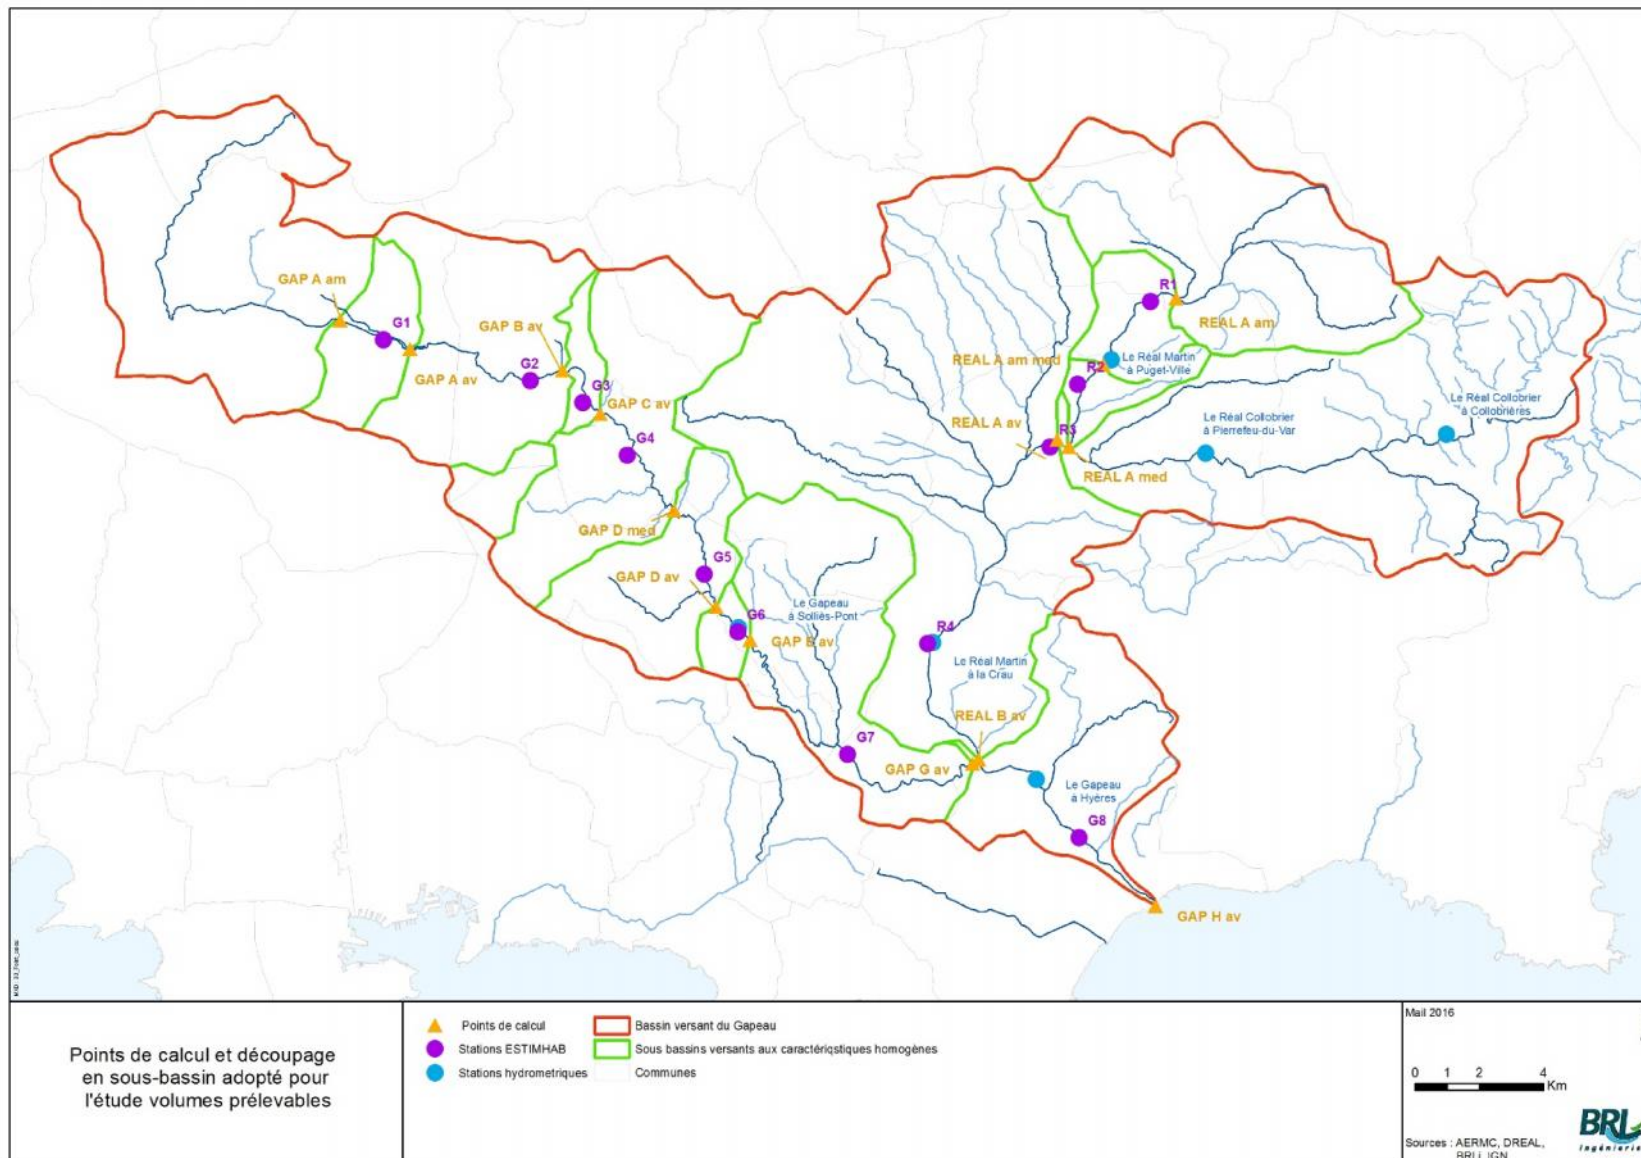 GAP A am
G1
GAP A av
GAP B av
G2
G3
GAP C av
G4
GAP D med
G5
GAP D av
Le Gapeau
à Solliès-Pont
G6
GAP E av
R1
REAL A am
REAL A am med
Le Réal Martin
à Puget-Ville
R2
REAL A av
R3
Le Réal Collobrier
à Pierrefeu-du-Var
Le Réal Collobrier
à Collobrières
REAL A med
R4
Le Réal Martin
à la Crau
REAL B av
G7
GAP G av
Le Gapeau
à Hyères
G8
GAP H av
Points de calcul et découpage
en sous-bassin adopté pour
l'étude volumes prélevables
Points de calcul
Stations ESTIMHAB
Stations hydrometriques
Bassin versant du Gapeau
Sous bassins versants aux caractériqstiques homogènes
Communes
Mail 2016
0 1 2 4
Km
Sources : AERMC, DREAL,
BRLi, IGN
BRL
Ingénierie